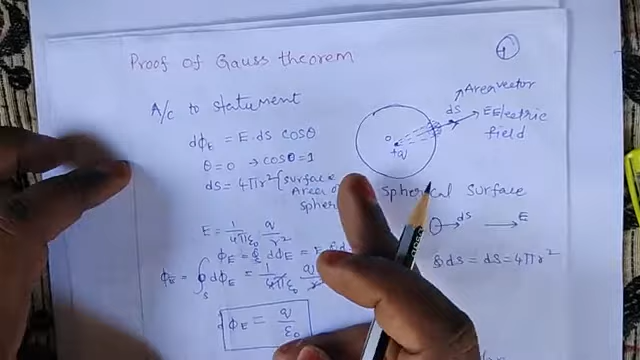 Proof of Gauss theorem
A/c to statement
dϕE = E·ds cosθ
θ=0 → cosθ=1
ds = 4πr² [surface
Area of
spher
Area vector
ds
Electric
field
o
+q
spherical surface
ds E
E = 1/4πε₀ q/r²
ϕE = ∮ dϕE =
∮ds = ds = 4πr²
ϕE = ∮s dϕE = 1/4πε₀
dϕE = q/ε₀